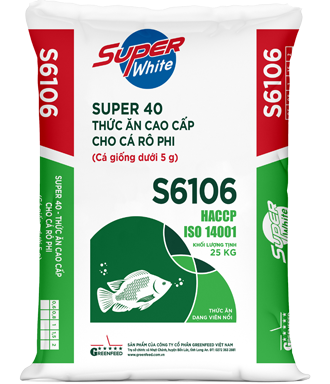 SUPER
White
S6106
S6106
SUPER 40
THỨC ĂN CAO CẤP
CHO CÁ RÔ PHI
(Cá giống dưới 5 g)
S6106
HACCP
ISO 14001
KHỐI LƯỢNG TỊNH
25 KG
SUPER 40 - THỨC ĂN CAO CẤP
CHO CÁ RÔ PHI
SUPER
White
THỨC ĂN
DẠNG VIÊN NỔI
GREENFEED
SẢN PHẨM CỦA CÔNG TY CỔ PHẦN GREENFEED VIỆT NAM
GREENFEED